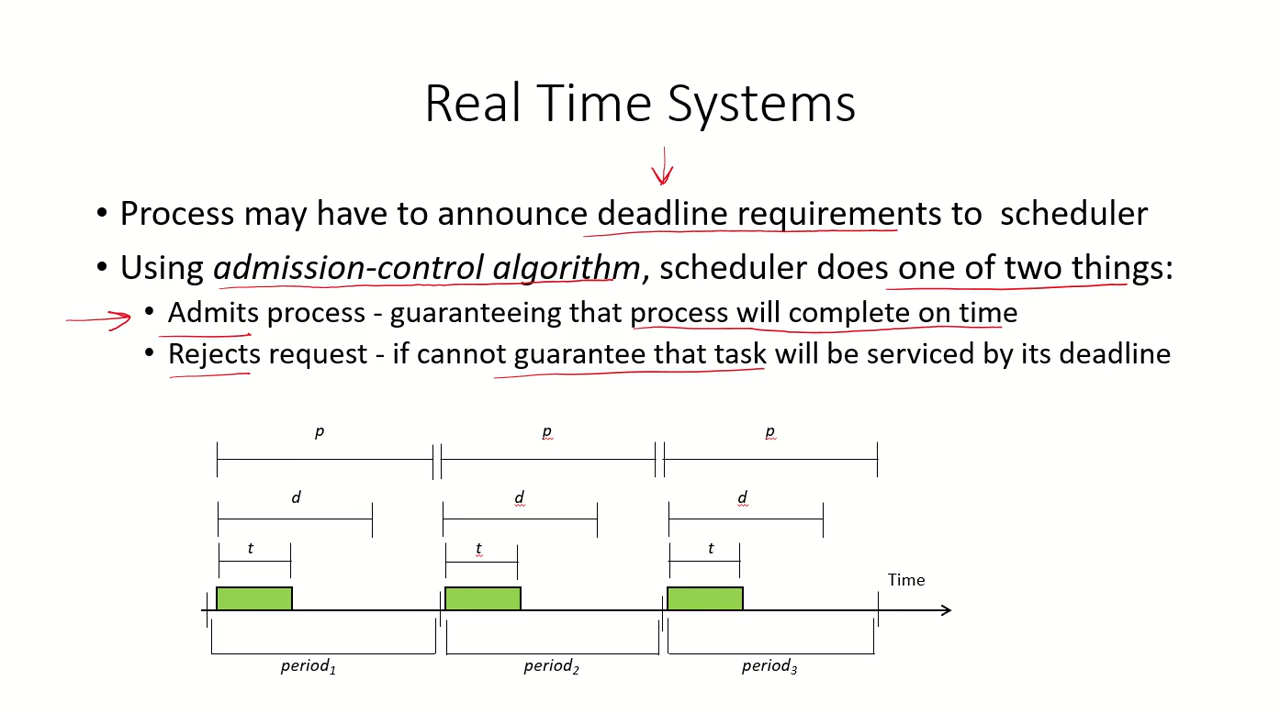 Real Time Systems
• Process may have to announce deadline requirements to scheduler
• Using admission-control algorithm, scheduler does one of two things:
• Admits process - guaranteeing that process will complete on time
• Rejects request - if cannot guarantee that task will be serviced by its deadline
p p p
d d d
t t t
Time
period1 period2 period3